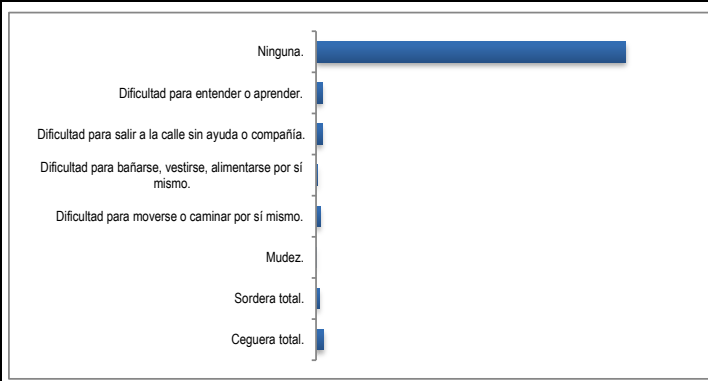 Ninguna.
Dificultad para entender o aprender.
Dificultad para salir a la calle sin ayuda o compañía.
Dificultad para bañarse, vestirse, alimentarse por sí
mismo.
Dificultad para moverse o caminar por sí mismo.
Mudez.
Sordera total.
Ceguera total.